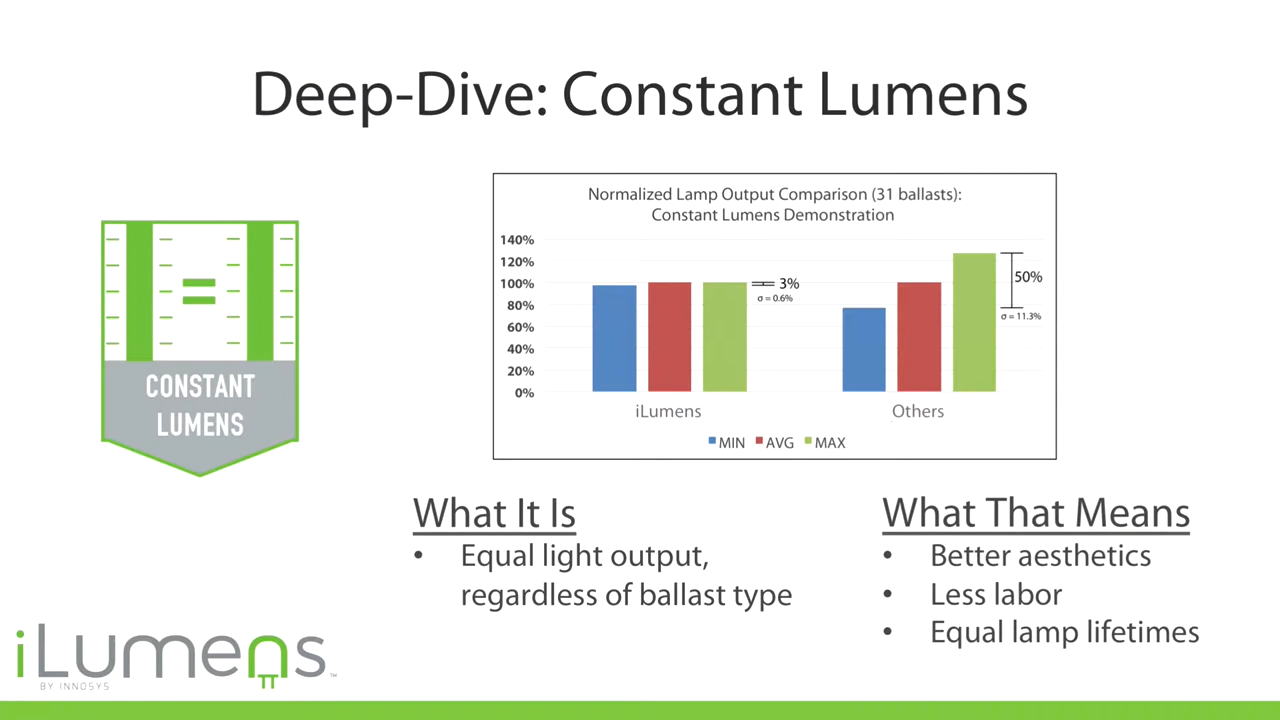 Deep-Dive: Constant Lumens
CONSTANT
LUMENS
Normalized Lamp Output Comparison (31 ballasts):
Constant Lumens Demonstration
140%
120%
100%
80%
60%
40%
20%
0%
3%
σ = 0.6%
50%
σ = 11.3%
iLumens
Others
MIN AVG MAX
What It Is
• Equal light output,
regardless of ballast type
What That Means
• Better aesthetics
• Less labor
• Equal lamp lifetimes
iLumens™
BY INNOSYS